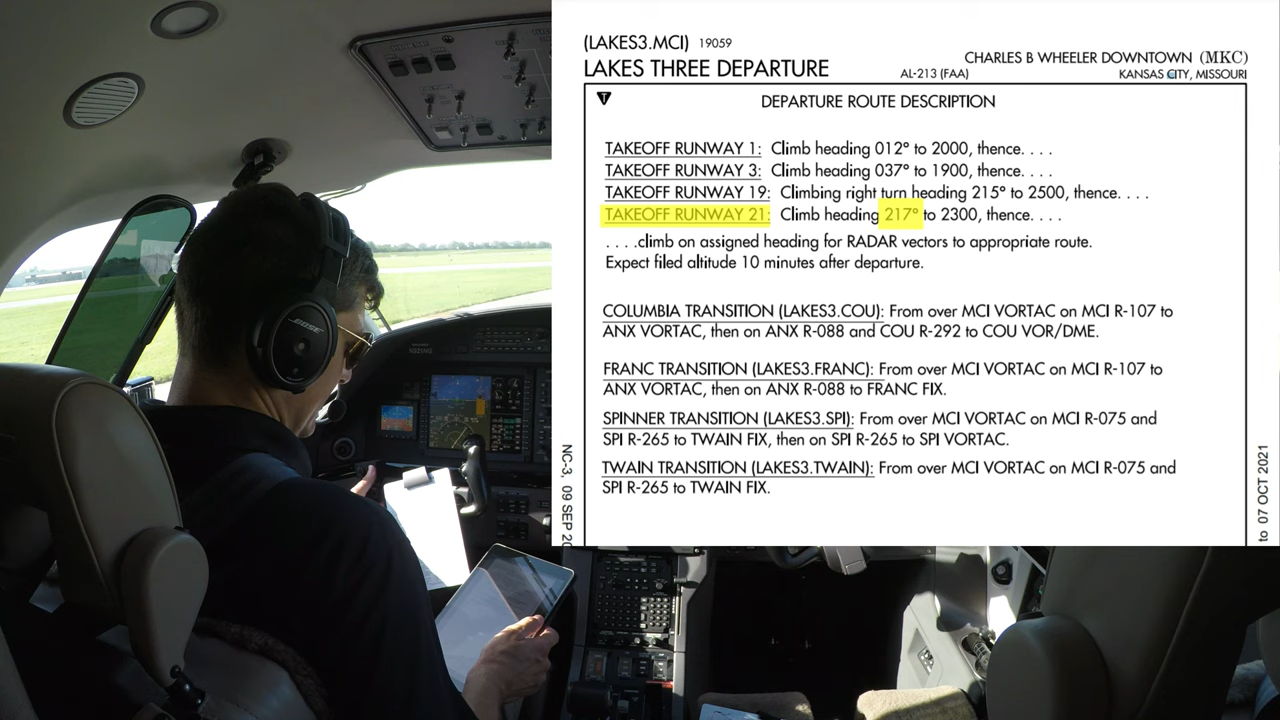 (LAKES3.MCI) 19059
LAKES THREE DEPARTURE
AL-213 (FAA)
CHARLES B WHEELER DOWNTOWN (MKC)
KANSAS CITY, MISSOURI
T
DEPARTURE ROUTE DESCRIPTION
TAKEOFF RUNWAY 1: Climb heading 012° to 2000, thence. . . .
TAKEOFF RUNWAY 3: Climb heading 037° to 1900, thence. . . .
TAKEOFF RUNWAY 19: Climbing right turn heading 215° to 2500, thence. . . .
TAKEOFF RUNWAY 21: Climb heading 217° to 2300, thence. . . .
. . . .climb on assigned heading for RADAR vectors to appropriate route.
Expect filed altitude 10 minutes after departure.
COLUMBIA TRANSITION (LAKES3.COU): From over MCI VORTAC on MCI R-107 to
ANX VORTAC, then on ANX R-088 and COU R-292 to COU VOR/DME.
FRANC TRANSITION (LAKES3.FRANC): From over MCI VORTAC on MCI R-107 to
ANX VORTAC, then on ANX R-088 to FRANC FIX.
SPINNER TRANSITION (LAKES3.SPI): From over MCI VORTAC on MCI R-075 and
SPI R-265 to TWAIN FIX, then on SPI R-265 to SPI VORTAC.
TWAIN TRANSITION (LAKES3.TWAIN): From over MCI VORTAC on MCI R-075 and
SPI R-265 to TWAIN FIX.
NC-3, 09 SEP
to 07 OCT 2021
BOSE